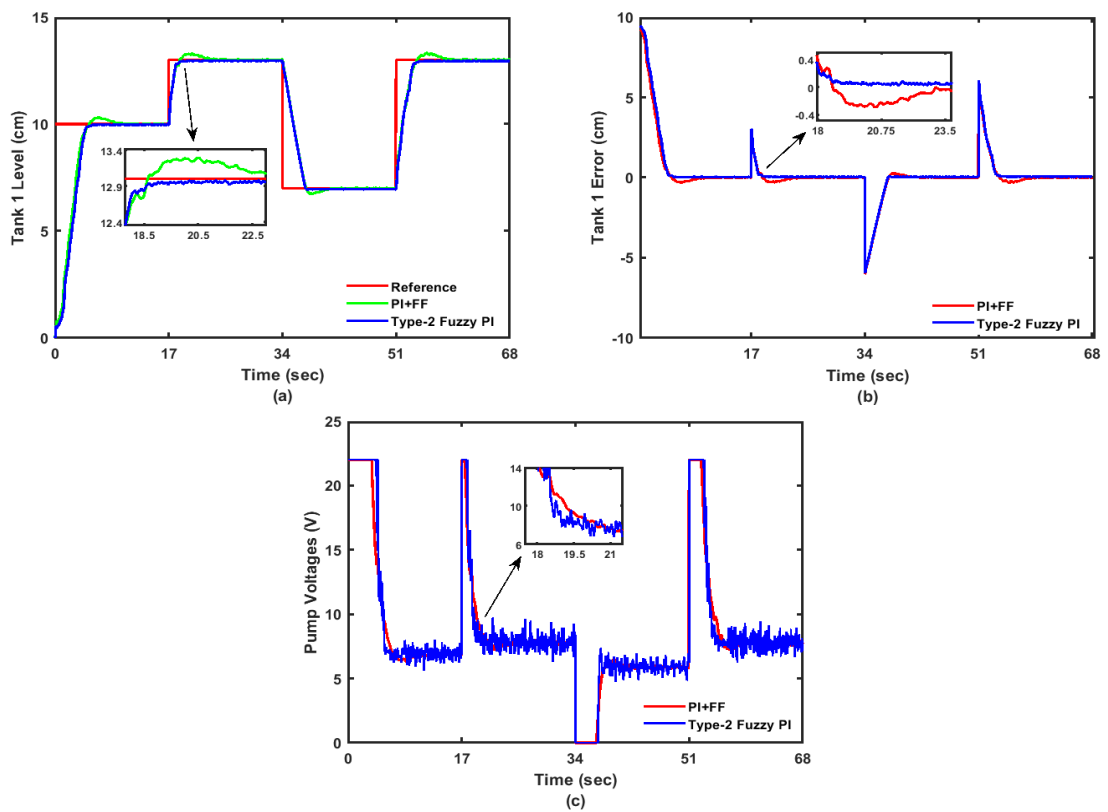 15
10
5
0
Tank 1 Level (cm)
13.4
12.9
12.4
18.5 20.5 22.5
Reference
PI+FF
Type-2 Fuzzy PI
0 17 34 51 68
Time (sec)
(a)
10
5
0
-5
-10
Tank 1 Error (cm)
0.4
0
-0.4
18 20.75 23.5
PI+FF
Type-2 Fuzzy PI
17 34 51 68
Time (sec)
(b)
25
20
15
10
5
0
Pump Voltages (V)
14
10
6
18 19.5 21
PI+FF
Type-2 Fuzzy PI
0 17 34 51 68
Time (sec)
(c)